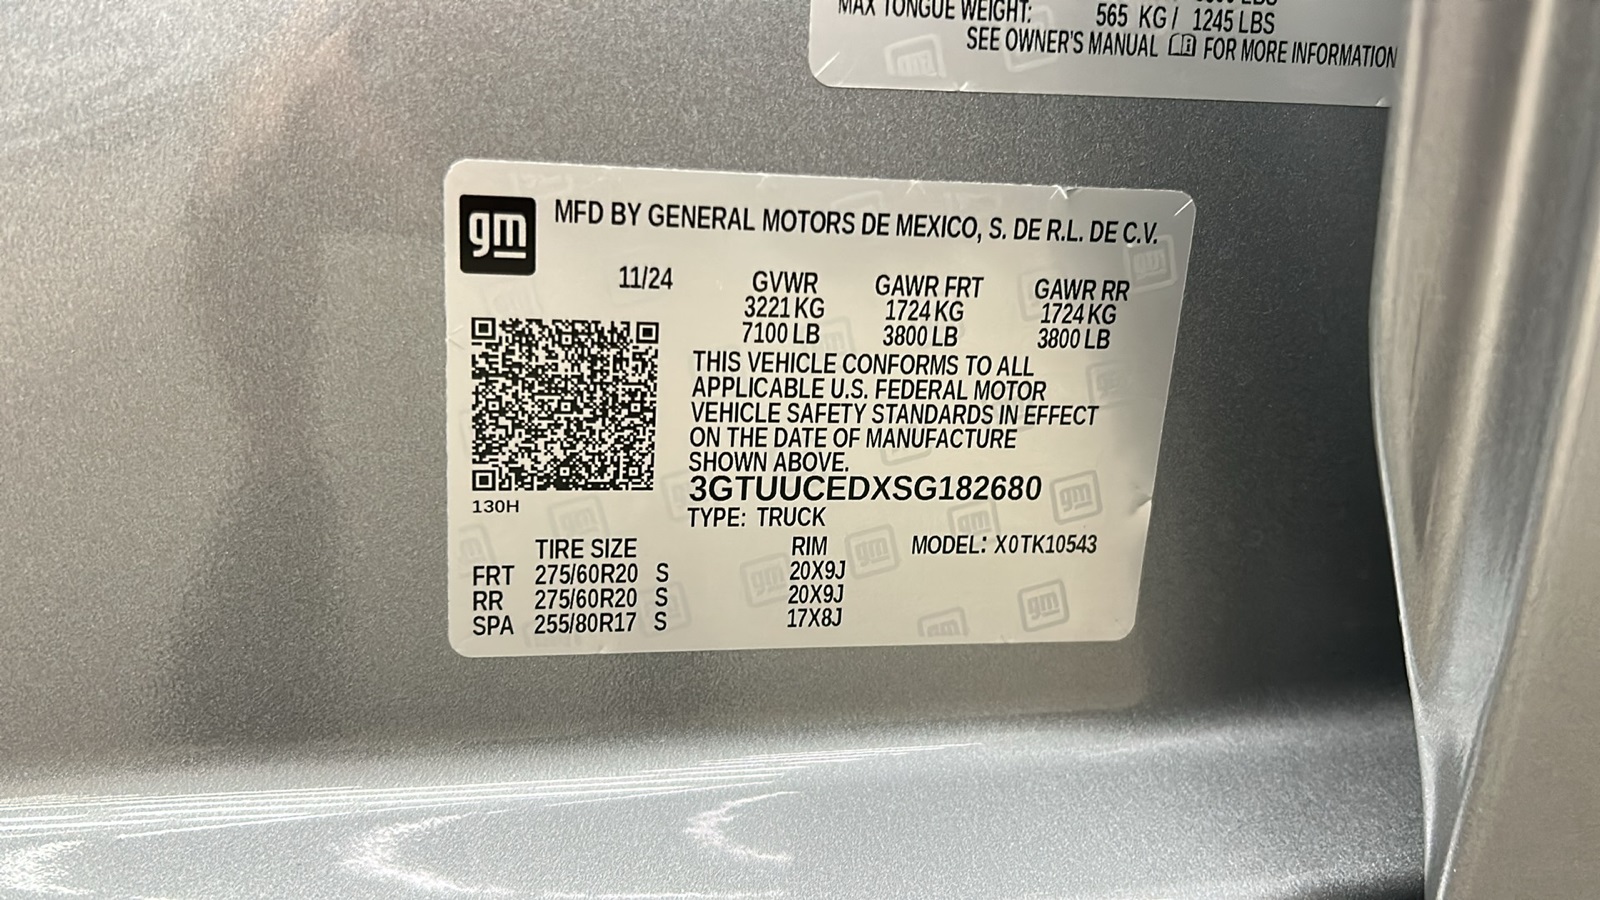 MAX TONGUE WEIGHT: 565 KG / 1245 LBS
SEE OWNER'S MANUAL FOR MORE INFORMATION
gm
MFD BY GENERAL MOTORS DE MEXICO, S. DE R.L. DE C.V.
11/24 GVWR GAWR FRT GAWR RR
3221 KG 1724 KG 1724 KG
7100 LB 3800 LB 3800 LB
THIS VEHICLE CONFORMS TO ALL
APPLICABLE U.S. FEDERAL MOTOR
VEHICLE SAFETY STANDARDS IN EFFECT
ON THE DATE OF MANUFACTURE
SHOWN ABOVE.
3GTUUCEDXSG182680
130H
TYPE: TRUCK
TIRE SIZE RIM MODEL: X0TK10543
FRT 275/60R20 S 20X9J
RR 275/60R20 S 20X9J
SPA 255/80R17 S 17X8J